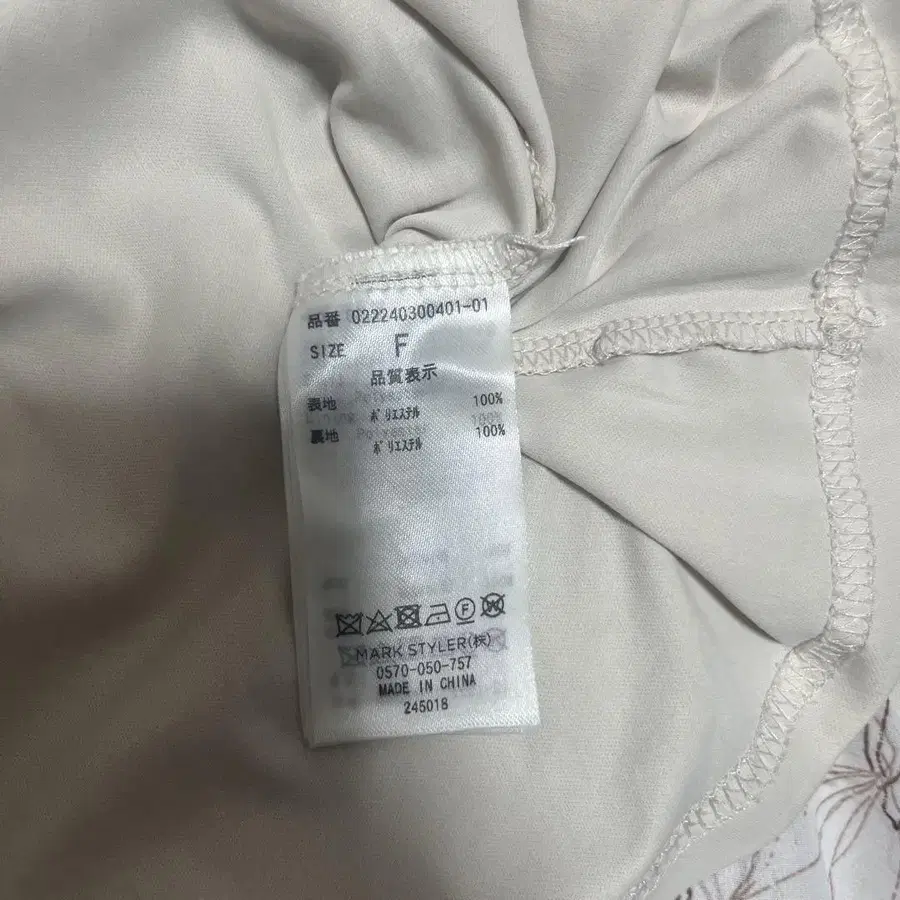 品番 022240300401-01
SIZE F
品質表示
表地 ポリエステル 100%
裏地 ポリエステル 100%
MARK STYLER(株)
0570-050-757
MADE IN CHINA
245018